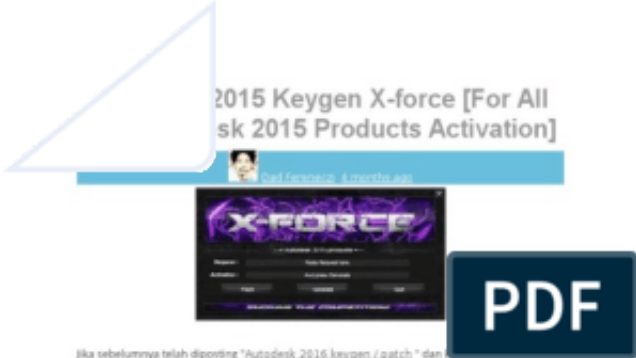 2015 Keygen X-force [For All
sk 2015 Products Activation]
Dad Ferenezzi 4 months ago
X-FORCE
Request :
Activation :
Patch
Generate
Quit
PDF
Jika sebelumnya telah diposting "Autodesk 2016 keygen / patch " dan